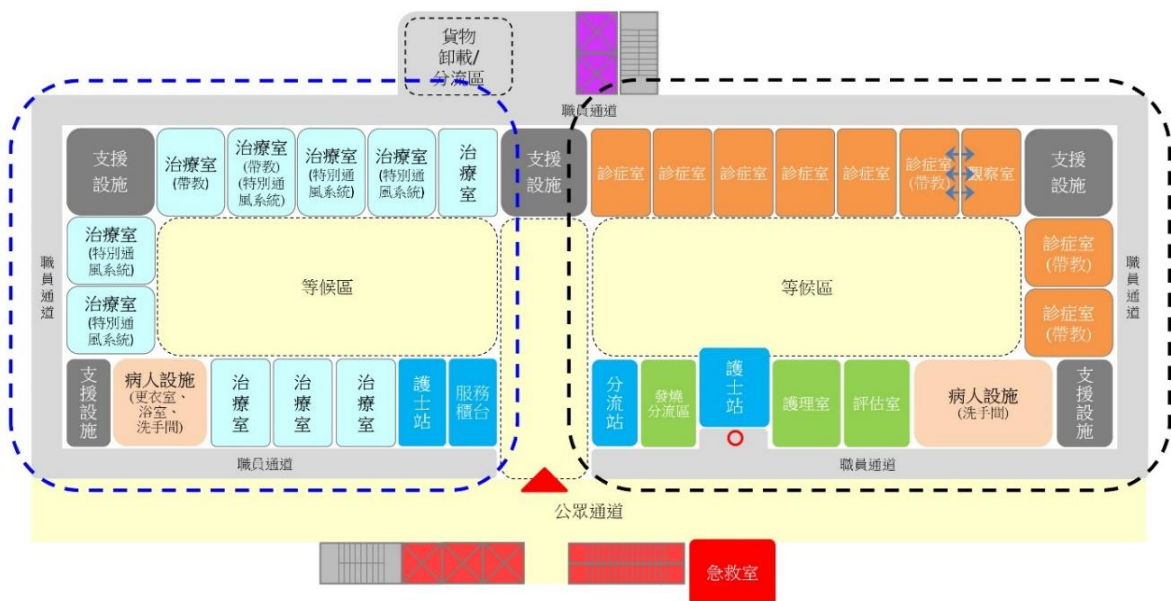 貨物
卸載/
分流區
職員通道
支援
設施
治療室
(帶教)
治療室
(帶教)
(特別通
風系統)
治療室
(特別通
風系統)
治療室
(特別通
風系統)
治
療
室
支援
設施
診症室
診症室
診症室
診症室
診症室
診症室
(帶教)
觀察室
支援
設施
治療室
(特別通
風系統)
治療室
(特別通
風系統)
職
員
通
道
等候區
等候區
診症室
(帶教)
診症室
(帶教)
職
員
通
道
支
援
設
施
病人設施
(更衣室、
浴室、
洗手間)
治
療
室
治
療
室
治
療
室
護
士
站
服務
櫃台
分
流
站
發燒
分流區
護
士
站
護理室
評估室
病人設施
(洗手間)
支
援
設
施
職員通道
職員通道
公眾通道
急救室